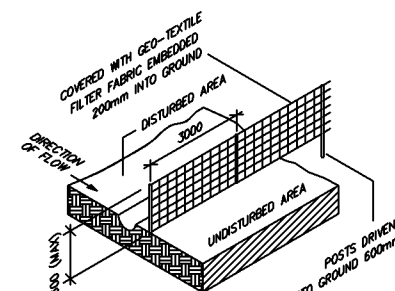 COVERED WITH GEO-TEXTILE
FILTER FABRIC EMBEDDED
200mm INTO GROUND
DISTURBED AREA
3000
DIRECTION
OF FLOW
UNDISTURBED AREA
POSTS DRIVEN
GROUND 600mm
(MAX)